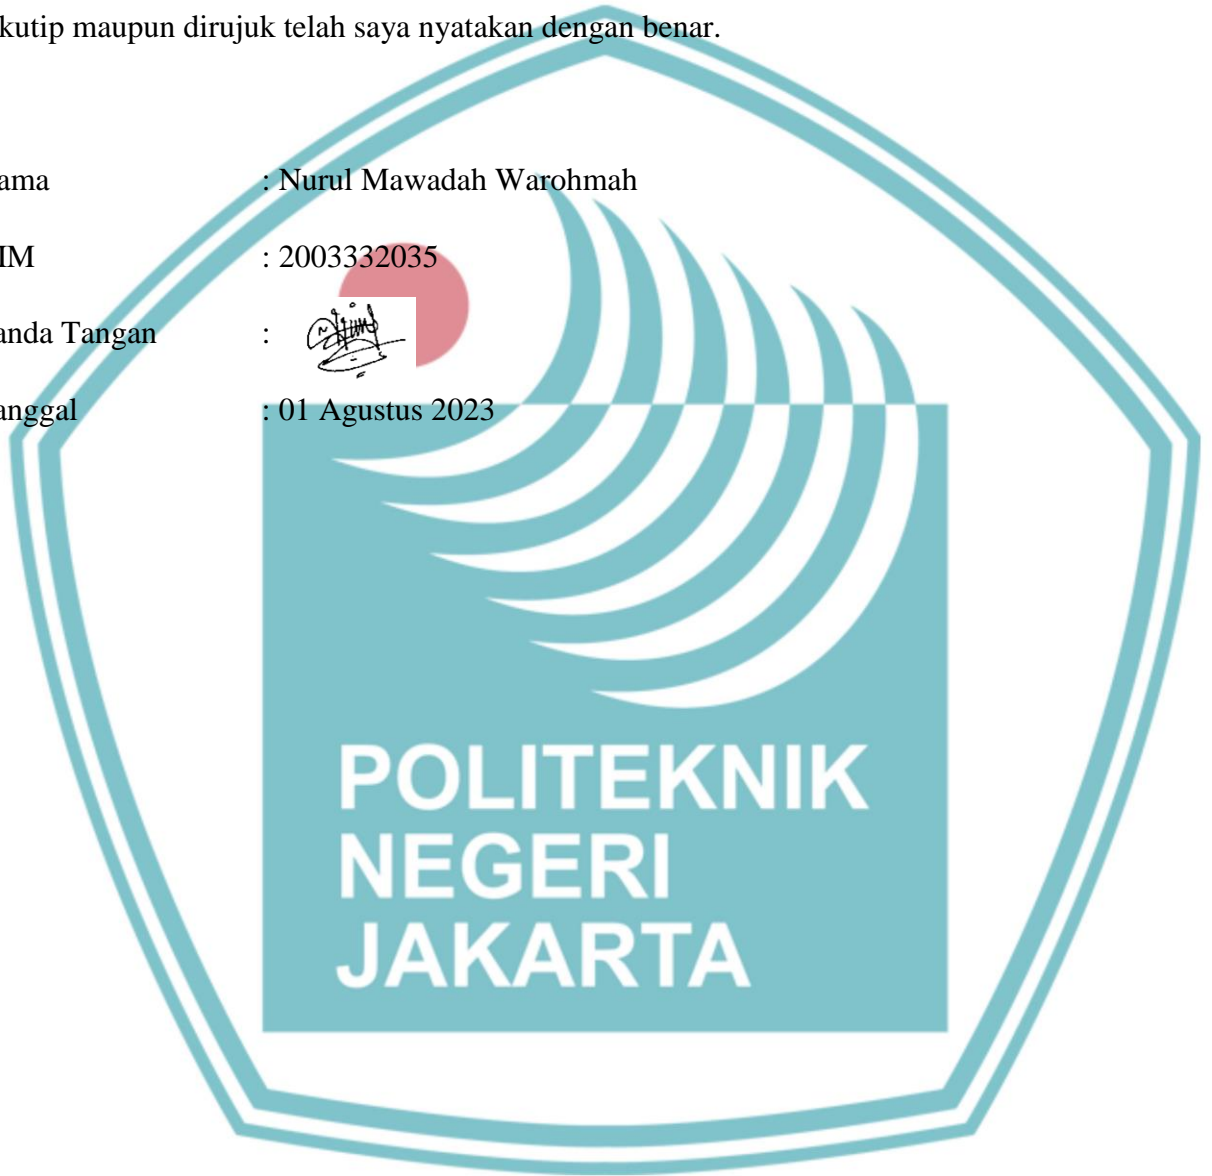 kutip maupun dirujuk telah saya nyatakan dengan benar.
ama : Nurul Mawadah Warohmah
IM : 2003332035
anda Tangan :
anggal : 01 Agustus 2023
POLITEKNIK
NEGERI
JAKARTA